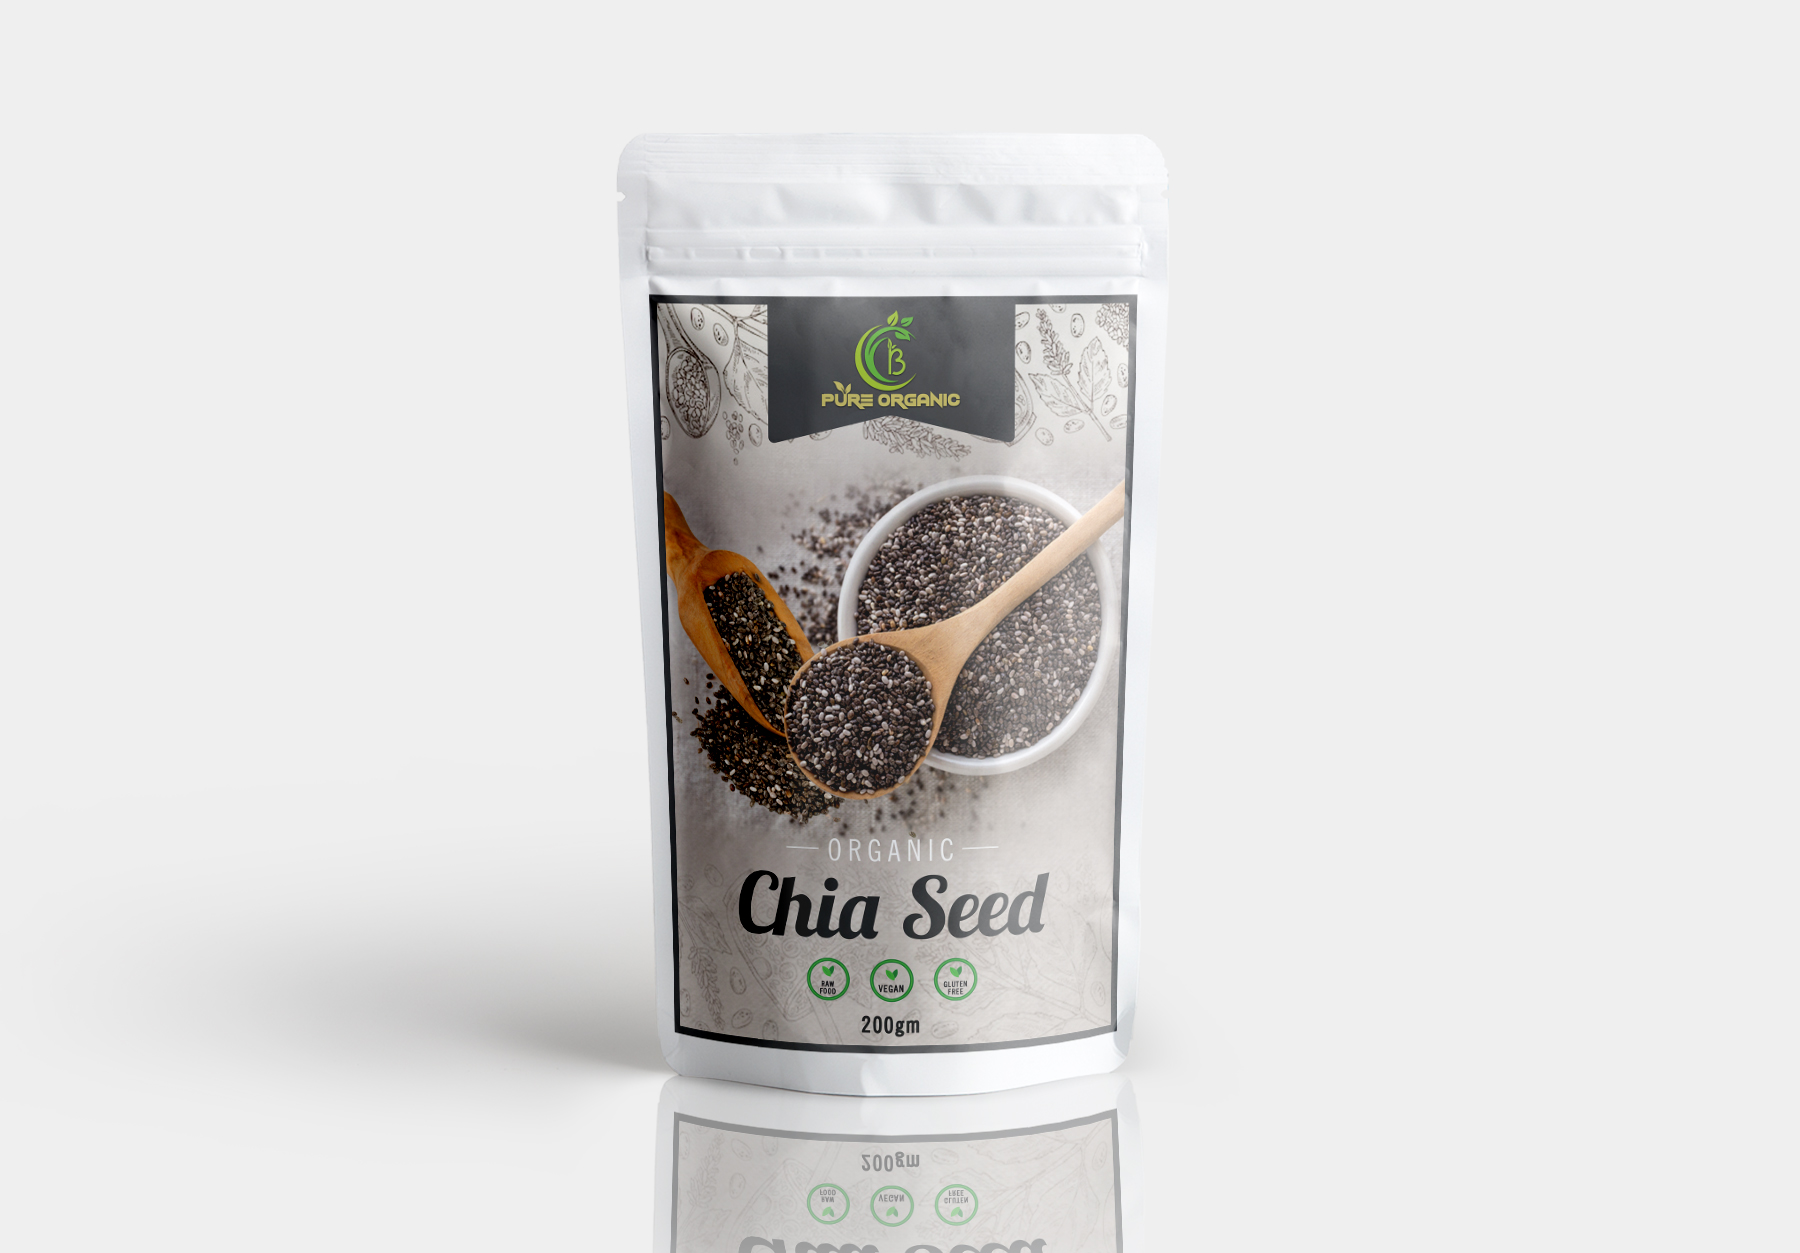 B
PURE ORGANIC
ORGANIC
Chia Seed
RAW
FOOD
VEGAN
GLUTEN
FREE
200gm